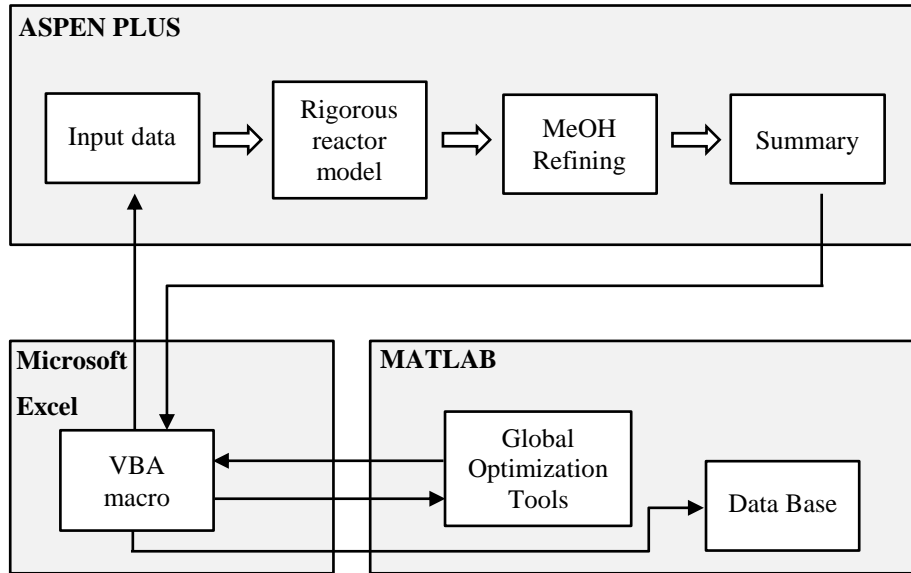 ASPEN PLUS
Input data
Rigorous
reactor
model
MeOH
Refining
Summary
Microsoft
Excel
VBA
macro
MATLAB
Global
Optimization
Tools
Data Base